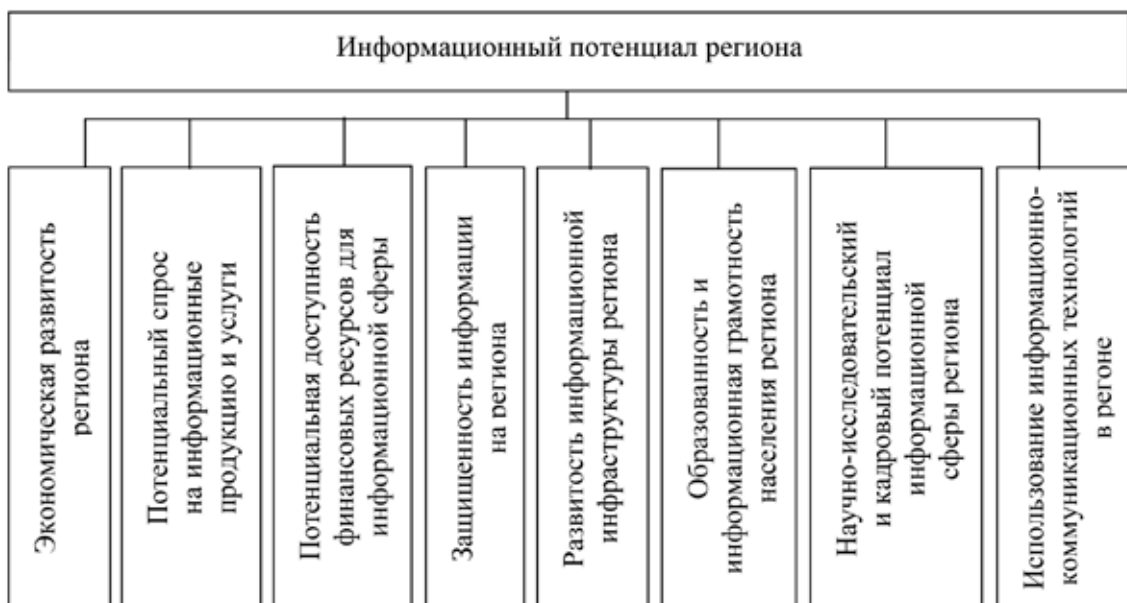 Информационный потенциал региона
Экономическая развитость
региона
Потенциальный спрос
на информационные
продукцию и услуги
Потенциальная доступность
финансовых ресурсов для
информационной сферы
Защищенность информации
на региона
Развитость информационной
инфраструктуры региона
Образованность и
информационная грамотность
населения региона
Научно-исследовательский
и кадровый потенциал
информационной
сферы региона
Использование информационно-
коммуникационных технологий
в регоне